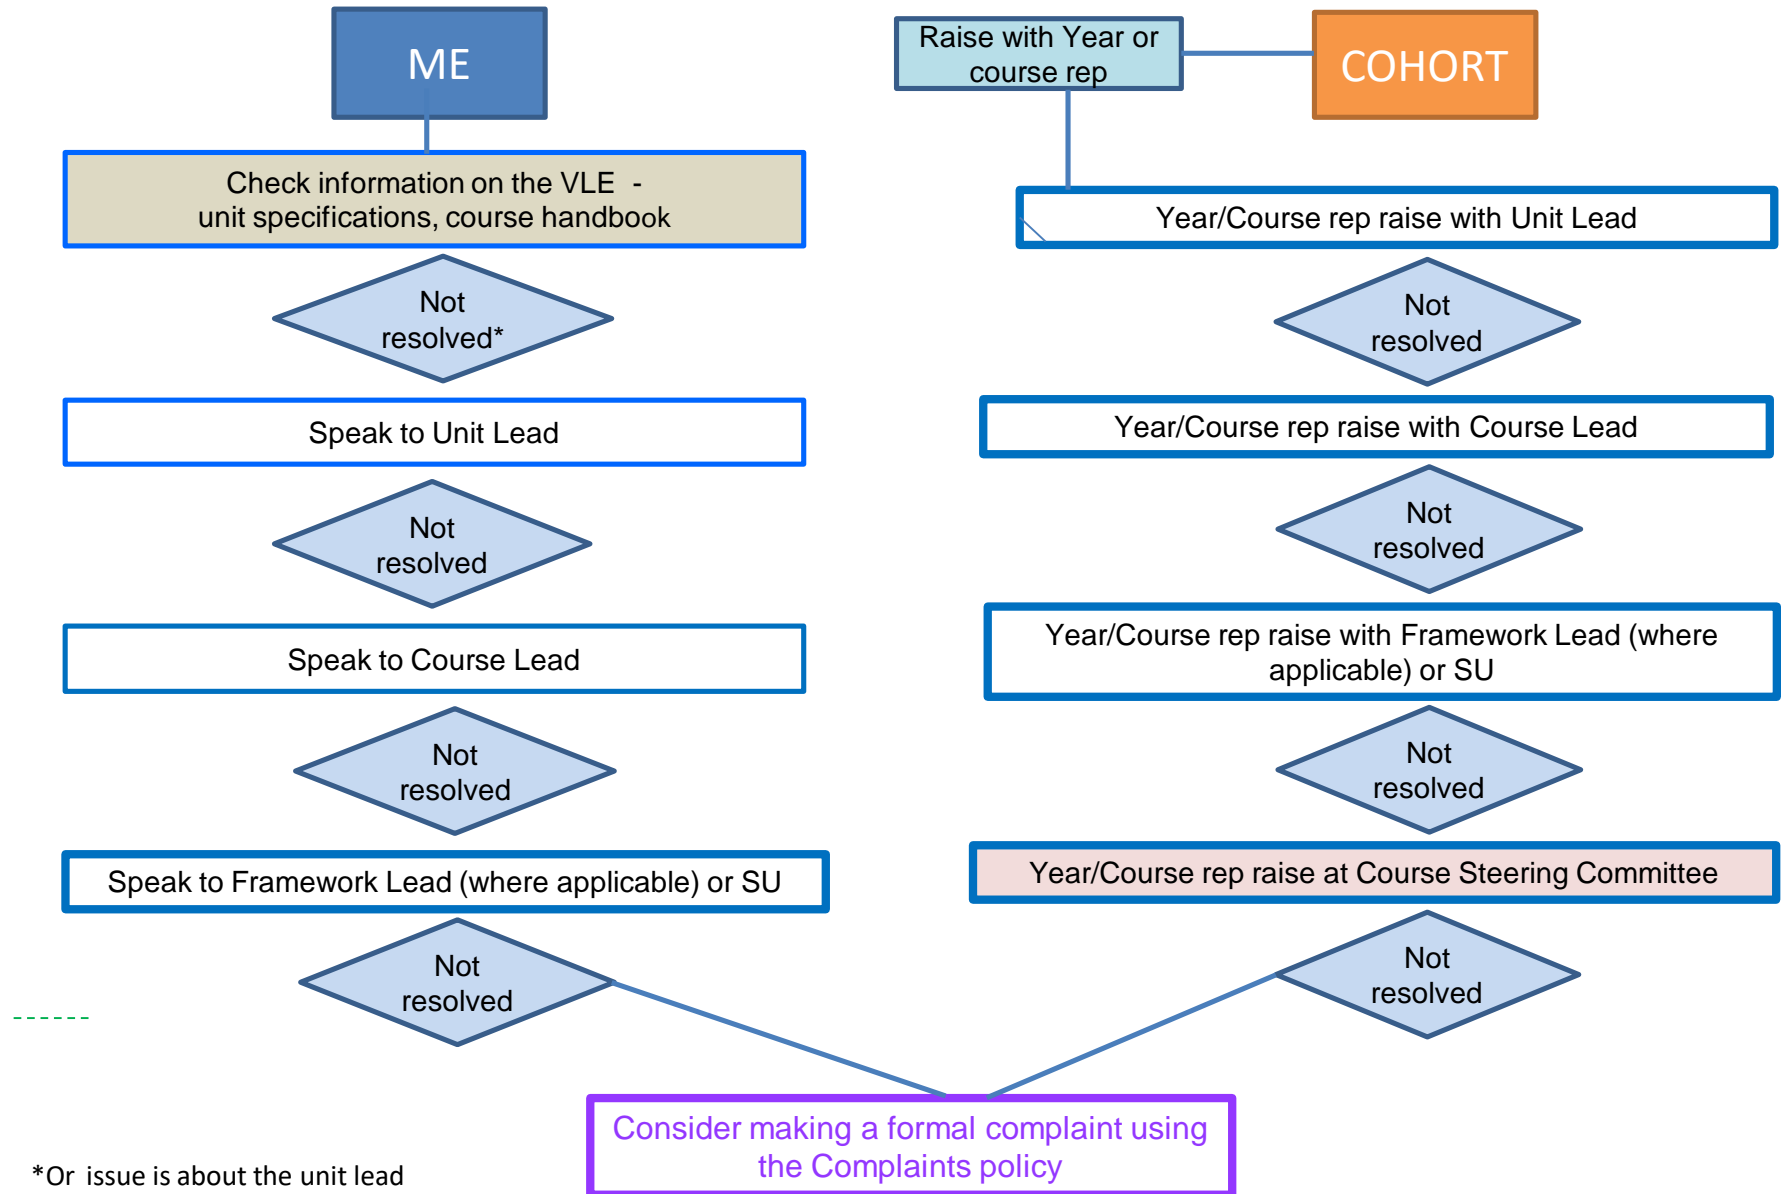 ME
Check information on the VLE -
unit specifications, course handbook
Not
resolved*
Speak to Unit Lead
Not
resolved
Speak to Course Lead
Not
resolved
Speak to Framework Lead (where applicable) or SU
Not
resolved
Raise with Year or
course rep
COHORT
Year/Course rep raise with Unit Lead
Not
resolved
Year/Course rep raise with Course Lead
Not
resolved
Year/Course rep raise with Framework Lead (where
applicable) or SU
Not
resolved
Year/Course rep raise at Course Steering Committee
Not
resolved
Consider making a formal complaint using
the Complaints policy
*Or issue is about the unit lead